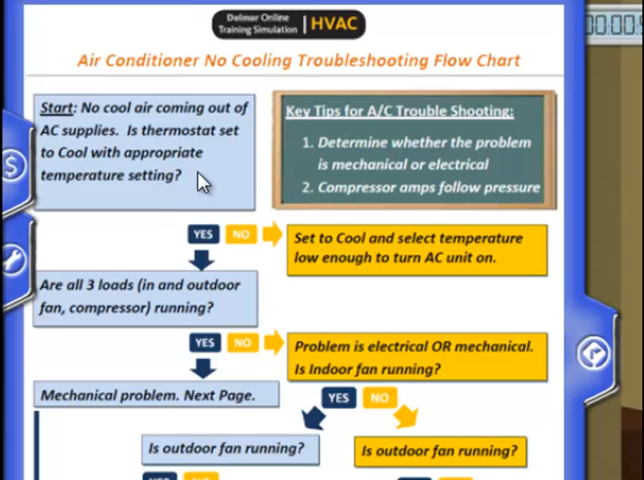 Delmar Online
Training Simulation
HVAC
Air Conditioner No Cooling Troubleshooting Flow Chart
Start: No cool air coming out of
AC supplies. Is thermostat set
to Cool with appropriate
temperature setting?
Key Tips for A/C Trouble Shooting:
1. Determine whether the problem
is mechanical or electrical
2. Compressor amps follow pressure
YES NO
Set to Cool and select temperature
low enough to turn AC unit on.
Are all 3 loads (in and outdoor
fan, compressor) running?
YES NO
Problem is electrical OR mechanical.
Is Indoor fan running?
Mechanical problem. Next Page.
YES NO
Is outdoor fan running?
Is outdoor fan running?
$